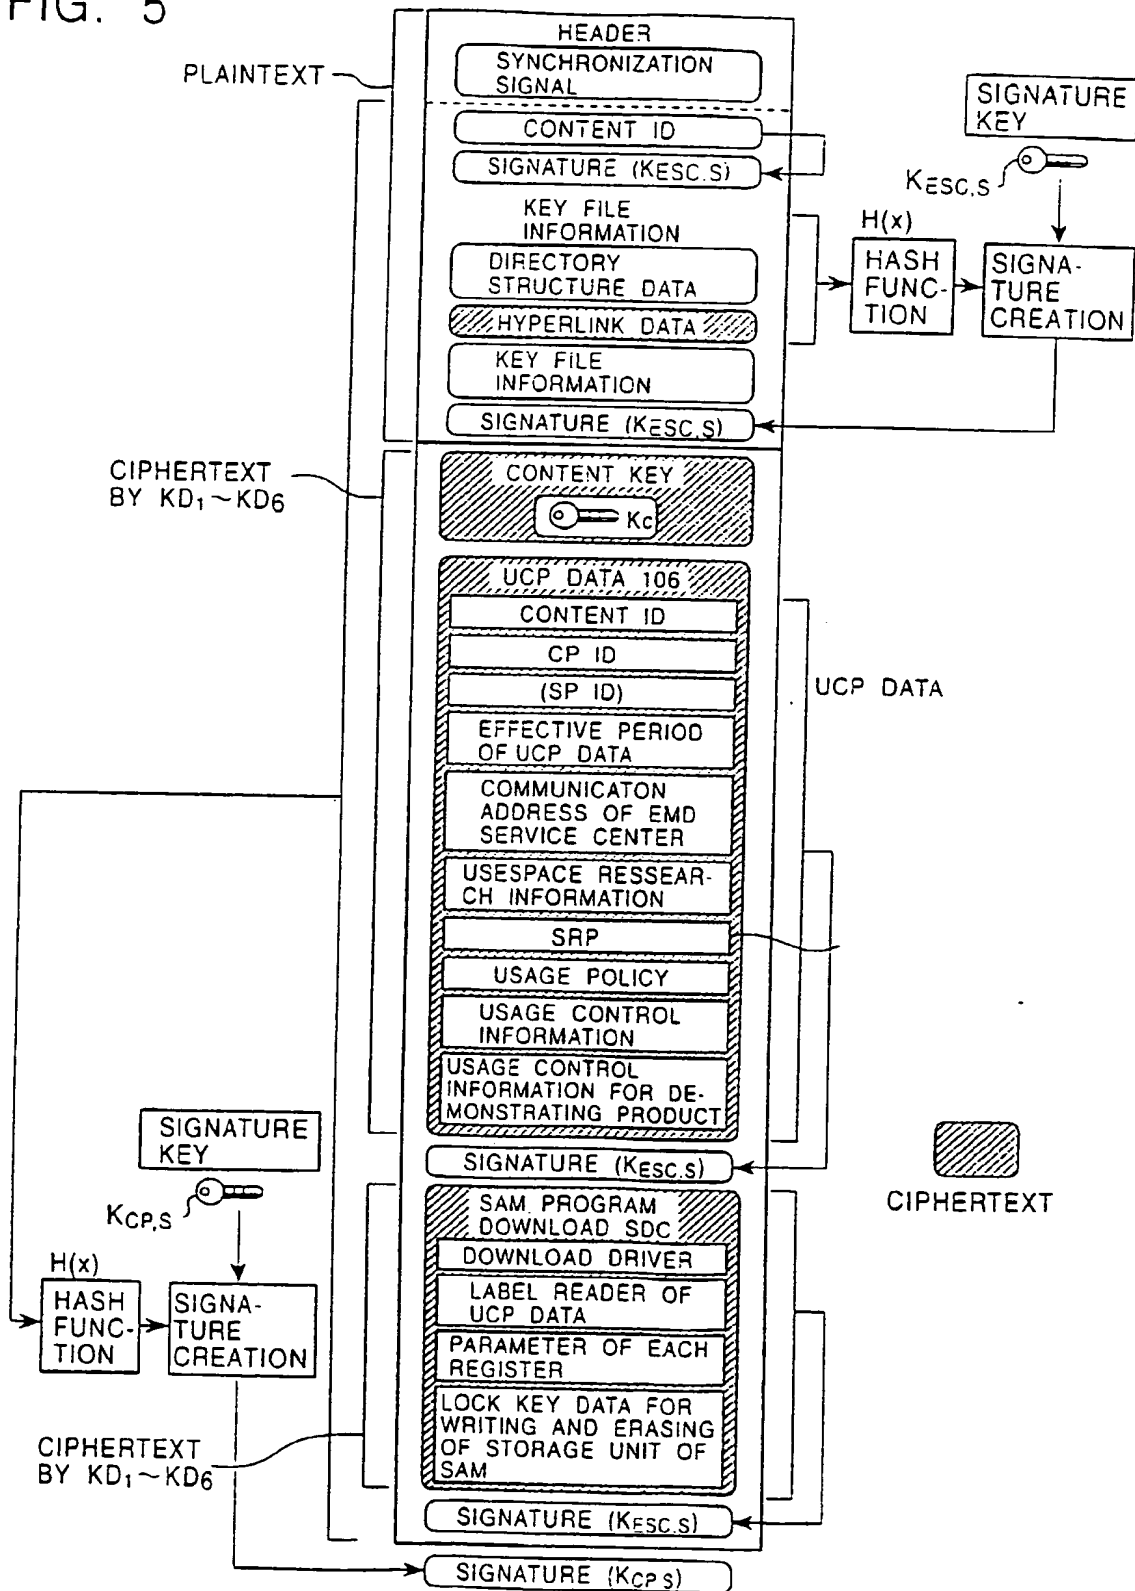 FIG. 5
HEADER
SYNCHRONIZATION
SIGNAL
PLAINTEXT
CONTENT ID
SIGNATURE (KESC.S)
SIGNATURE
KEY
KESC,S
KEY FILE
INFORMATION
DIRECTORY
STRUCTURE DATA
HYPERLINK DATA
KEY FILE
INFORMATION
SIGNATURE (KESC,S)
H(x)
HASH
FUNC-
TION
SIGNA-
TURE
CREATION
CIPHERTEXT
BY KD1~KD6
CONTENT KEY
Kc
UCP DATA 106
CONTENT ID
CP ID
(SP ID)
EFFECTIVE PERIOD
OF UCP DATA
COMMUNICATON
ADDRESS OF EMD
SERVICE CENTER
USESPACE RESSEAR-
CH INFORMATION
SRP
USAGE POLICY
USAGE CONTROL
INFORMATION
USAGE CONTROL
INFORMATION FOR DE-
MONSTRATING PRODUCT
UCP DATA
SIGNATURE (KESC.S)
CIPHERTEXT
SIGNATURE
KEY
KCP,S
H(x)
HASH
FUNC-
TION
SIGNA-
TURE
CREATION
SAM PROGRAM
DOWNLOAD SDC
DOWNLOAD DRIVER
LABEL READER OF
UCP DATA
PARAMETER OF EACH
REGISTER
LOCK KEY DATA FOR
WRITING AND ERASING
OF STORAGE UNIT OF
SAM
CIPHERTEXT
BY KD1~KD6
SIGNATURE (KESC.S)
SIGNATURE (KCP.S)